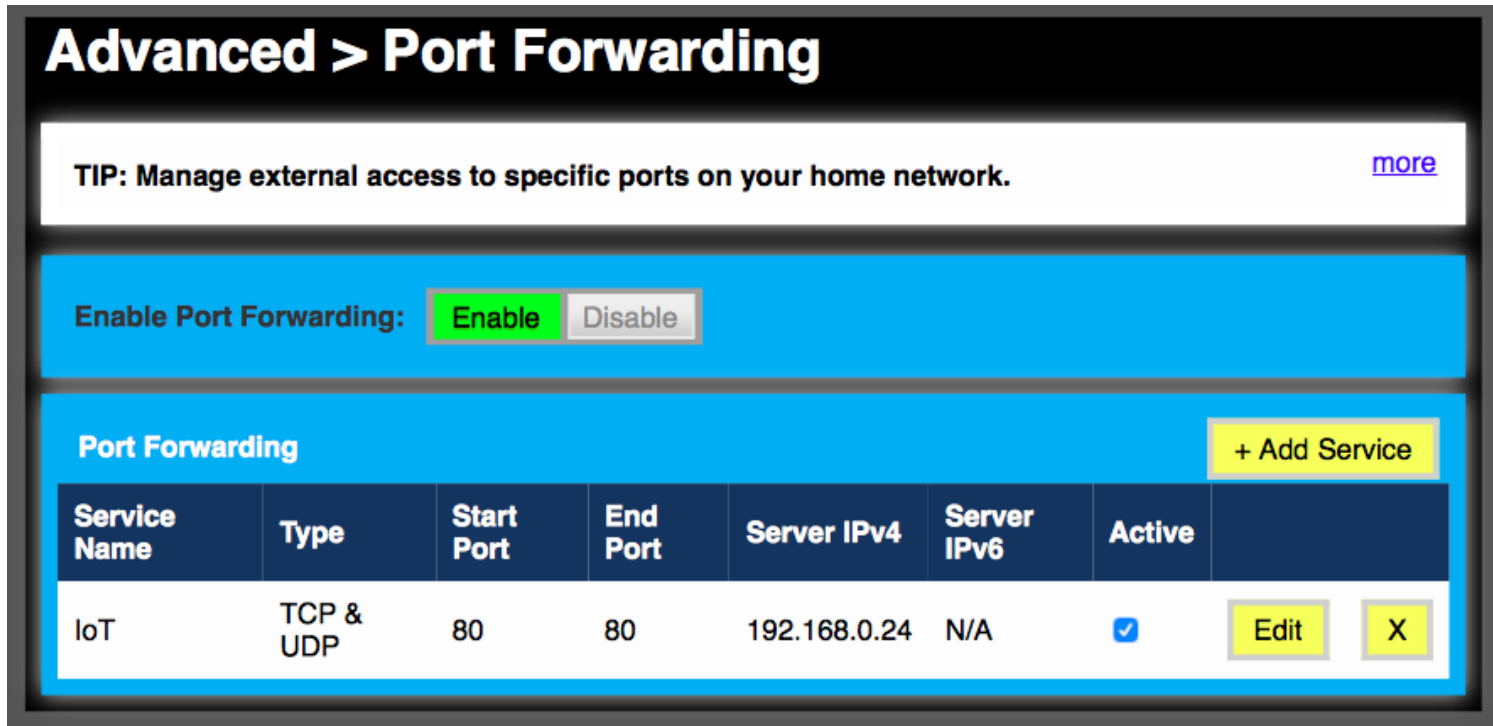 Advanced > Port Forwarding
TIP: Manage external access to specific ports on your home network.
more
Enable Port Forwarding:
Enable
Disable
Port Forwarding
+ Add Service
Service Name
Type
Start Port
End Port
Server IPv4
Server IPv6
Active
IoT
TCP & UDP
80
80
192.168.0.24
N/A
Edit
X